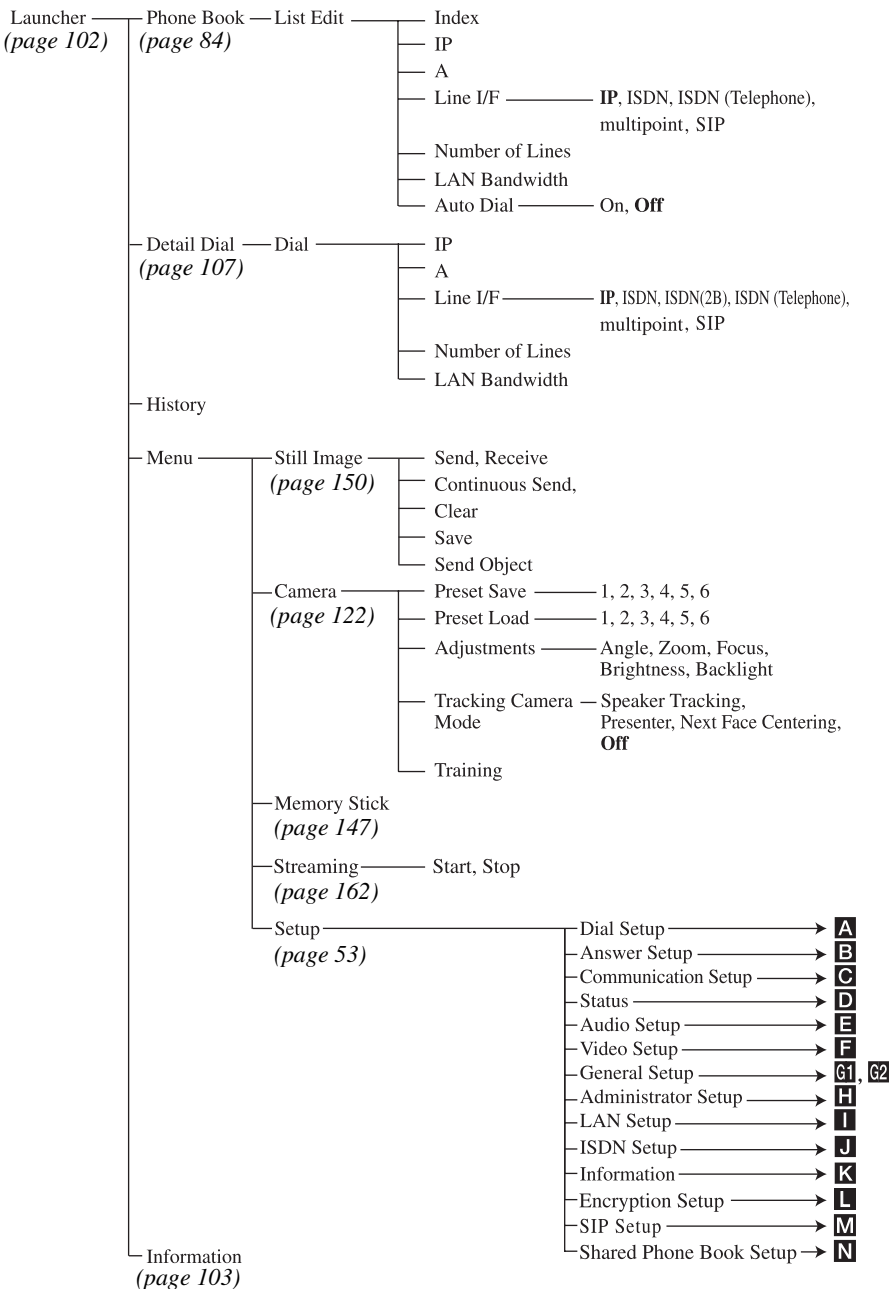 Launcher Phone Book List Edit Index
(page 102) (page 84) IP
A
Line I/F IP, ISDN, ISDN (Telephone),
multipoint, SIP
Number of Lines
LAN Bandwidth
Auto Dial On, Off
Detail Dial Dial IP
(page 107) A
Line I/F IP, ISDN, ISDN(2B), ISDN (Telephone),
multipoint, SIP
Number of Lines
LAN Bandwidth
History
Menu Still Image Send, Receive
(page 150) Continuous Send,
Clear
Save
Send Object
Camera Preset Save 1, 2, 3, 4, 5, 6
(page 122) Preset Load 1, 2, 3, 4, 5, 6
Adjustments Angle, Zoom, Focus,
Brightness, Backlight
Tracking Camera Speaker Tracking,
Mode Presenter, Next Face Centering,
Off
Training
Memory Stick
(page 147)
Streaming Start, Stop
(page 162)
Setup Dial Setup A
(page 53) Answer Setup B
Communication Setup C
Status D
Audio Setup E
Video Setup F
General Setup G1, G2
Administrator Setup H
LAN Setup I
ISDN Setup J
Information K
Encryption Setup L
SIP Setup M
Shared Phone Book Setup N
Information
(page 103)